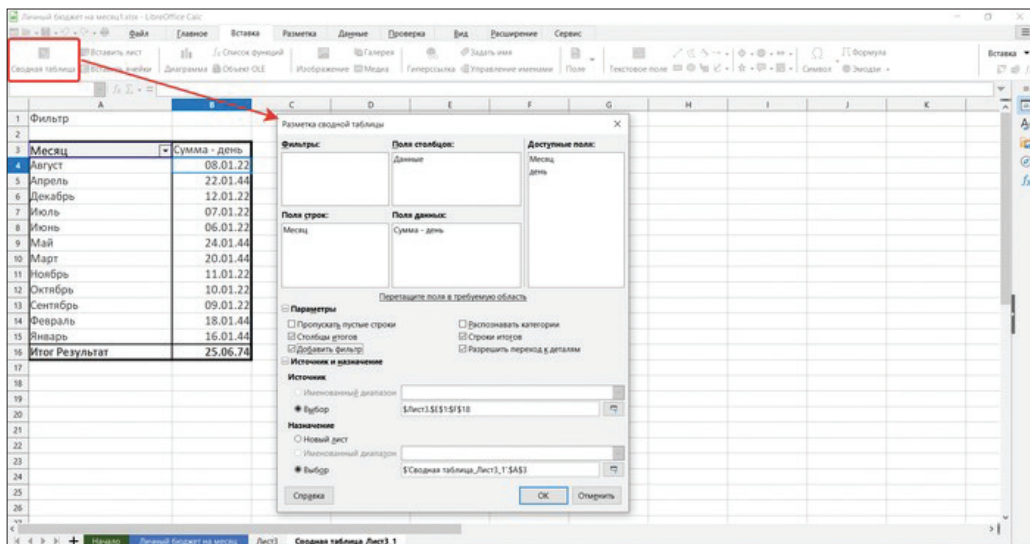 Личный бюджет на месяц1.xlsx - LibreOffice Calc
Файл Главное Вставка Разметка Данные Проверка Вид Расширение Сервис
Вставить лист Список функций Галерея Задать имя Формула Вставка
Сводная таблица Вставить ячейки Диаграмма Объект OLE Изображение Медиа Гиперссылка Управление именами Поле Текстовое поле Символ Эмодзи
A B C D E F G H I J K
1 Фильтр
2
3 Месяц Сумма - день
4 Август 08.01.22
5 Апрель 22.01.44
6 Декабрь 12.01.22
7 Июль 07.01.22
8 Июнь 06.01.22
9 Май 24.01.44
10 Март 20.01.44
11 Ноябрь 11.01.22
12 Октябрь 10.01.22
13 Сентябрь 09.01.22
14 Февраль 18.01.44
15 Январь 16.01.44
16 Итог Результат 25.06.74
17
18
19
20
21
22
23
24
25
26
27
Разметка сводной таблицы
Фильтры: Поля столбцов: Доступные поля:
Данные Месяц
день
Поля строк: Поля данных:
Месяц Сумма - день
Перетащите поля в требуемую область
Параметры
Пропускать пустые строки Распознавать категории
Столбцы итогов Строки итогов
Добавить фильтр Разрешить переход к деталям
Источник и назначение
Источник
Именованный диапазон
Выбор $Лист3.$E$1:$F$18
Назначение
Новый лист
Именованный диапазон
Выбор $'Сводная таблица_Лист3_1'.$A$3
Справка OK Отменить
Начало Личный бюджет на месяц Лист3 Сводная таблица_Лист3_1